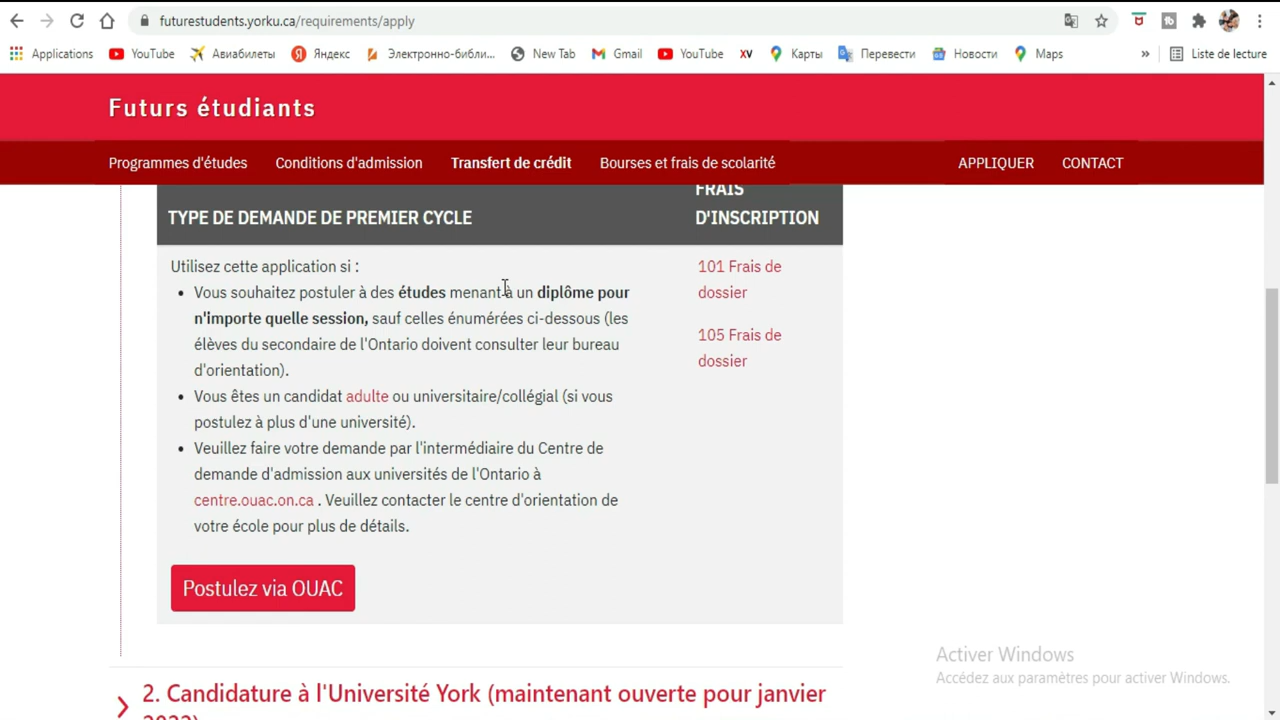 futurestudents.yorku.ca/requirements/apply
Applications YouTube Авиабилеты Яндекс Электронно-библи... New Tab Gmail YouTube XV Карты Перевести Новости Maps » Liste de lecture
Futurs étudiants
Programmes d'études Conditions d'admission Transfert de crédit Bourses et frais de scolarité APPLIQUER CONTACT
FRAIS
TYPE DE DEMANDE DE PREMIER CYCLE D'INSCRIPTION
Utilisez cette application si :
Vous souhaitez postuler à des études menant à un diplôme pour
n'importe quelle session, sauf celles énumérées ci-dessous (les
élèves du secondaire de l'Ontario doivent consulter leur bureau
d'orientation).
Vous êtes un candidat adulte ou universitaire/collégial (si vous
postulez à plus d'une université).
Veuillez faire votre demande par l'intermédiaire du Centre de
demande d'admission aux universités de l'Ontario à
centre.ouac.on.ca . Veuillez contacter le centre d'orientation de
votre école pour plus de détails.
101 Frais de
dossier
105 Frais de
dossier
Postulez via OUAC
2. Candidature à l'Université York (maintenant ouverte pour janvier
2022)
Activer Windows
Accédez aux paramètres pour activer Windows.